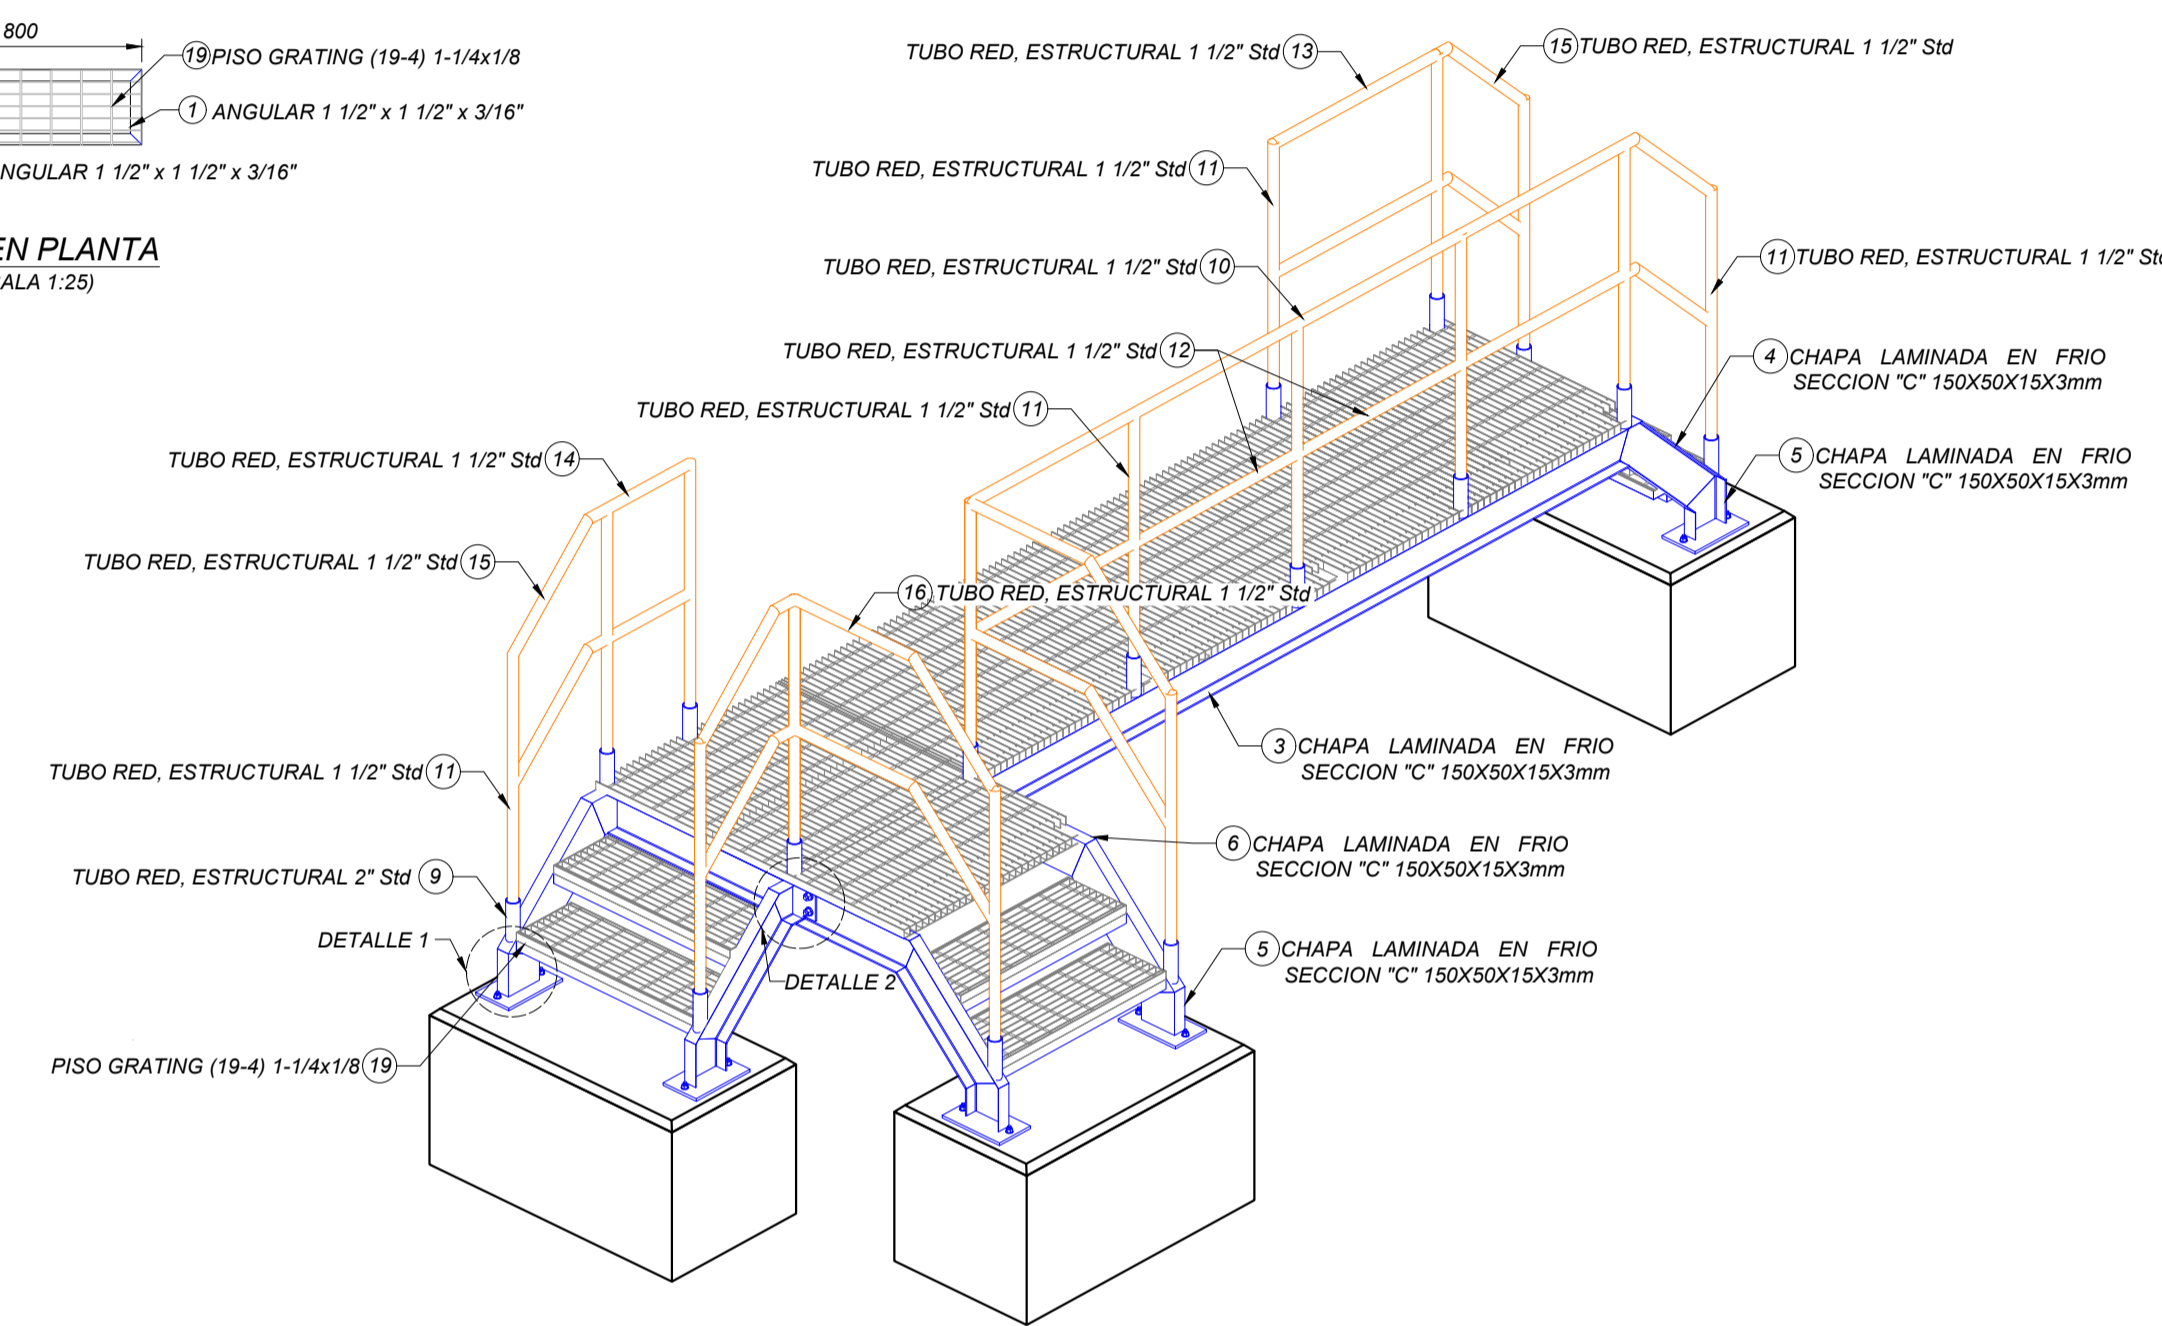 800
19 PISO GRATING (19-4) 1-1/4x1/8
1 ANGULAR 1 1/2" x 1 1/2" x 3/16"
NGULAR 1 1/2" x 1 1/2" x 3/16"
EN PLANTA
ALA 1:25)
TUBO RED, ESTRUCTURAL 1 1/2" Std 13
15 TUBO RED, ESTRUCTURAL 1 1/2" Std
TUBO RED, ESTRUCTURAL 1 1/2" Std 11
TUBO RED, ESTRUCTURAL 1 1/2" Std 10
11 TUBO RED, ESTRUCTURAL 1 1/2" Std
TUBO RED, ESTRUCTURAL 1 1/2" Std 12
4 CHAPA LAMINADA EN FRIO
SECCION "C" 150X50X15X3mm
TUBO RED, ESTRUCTURAL 1 1/2" Std 11
5 CHAPA LAMINADA EN FRIO
SECCION "C" 150X50X15X3mm
TUBO RED, ESTRUCTURAL 1 1/2" Std 14
TUBO RED, ESTRUCTURAL 1 1/2" Std 15
16 TUBO RED, ESTRUCTURAL 1 1/2" Std
3 CHAPA LAMINADA EN FRIO
SECCION "C" 150X50X15X3mm
TUBO RED, ESTRUCTURAL 1 1/2" Std 11
6 CHAPA LAMINADA EN FRIO
SECCION "C" 150X50X15X3mm
TUBO RED, ESTRUCTURAL 2" Std 9
DETALLE 1
5 CHAPA LAMINADA EN FRIO
SECCION "C" 150X50X15X3mm
DETALLE 2
PISO GRATING (19-4) 1-1/4x1/8 19